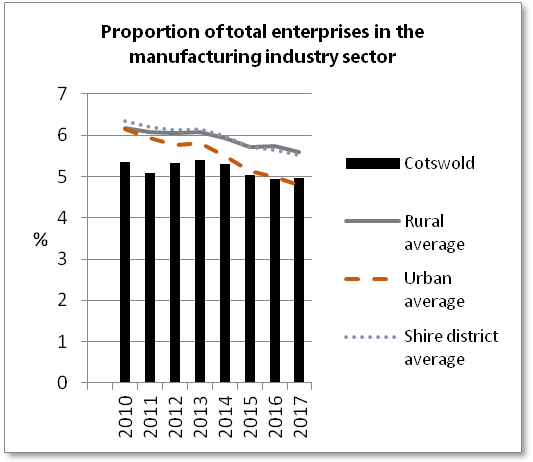 Proportion of total enterprises in the
manufacturing industry sector
7
6
5
4
3
2
1
0
%
2010
2011
2012
2013
2014
2015
2016
2017
Cotswold
Rural
average
Urban
average
Shire district
average